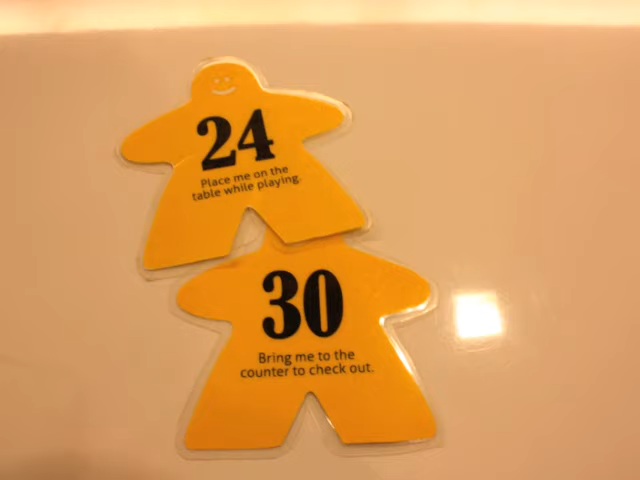 24
Place me on the
table while playing.
30
Bring me to the
counter to check out.